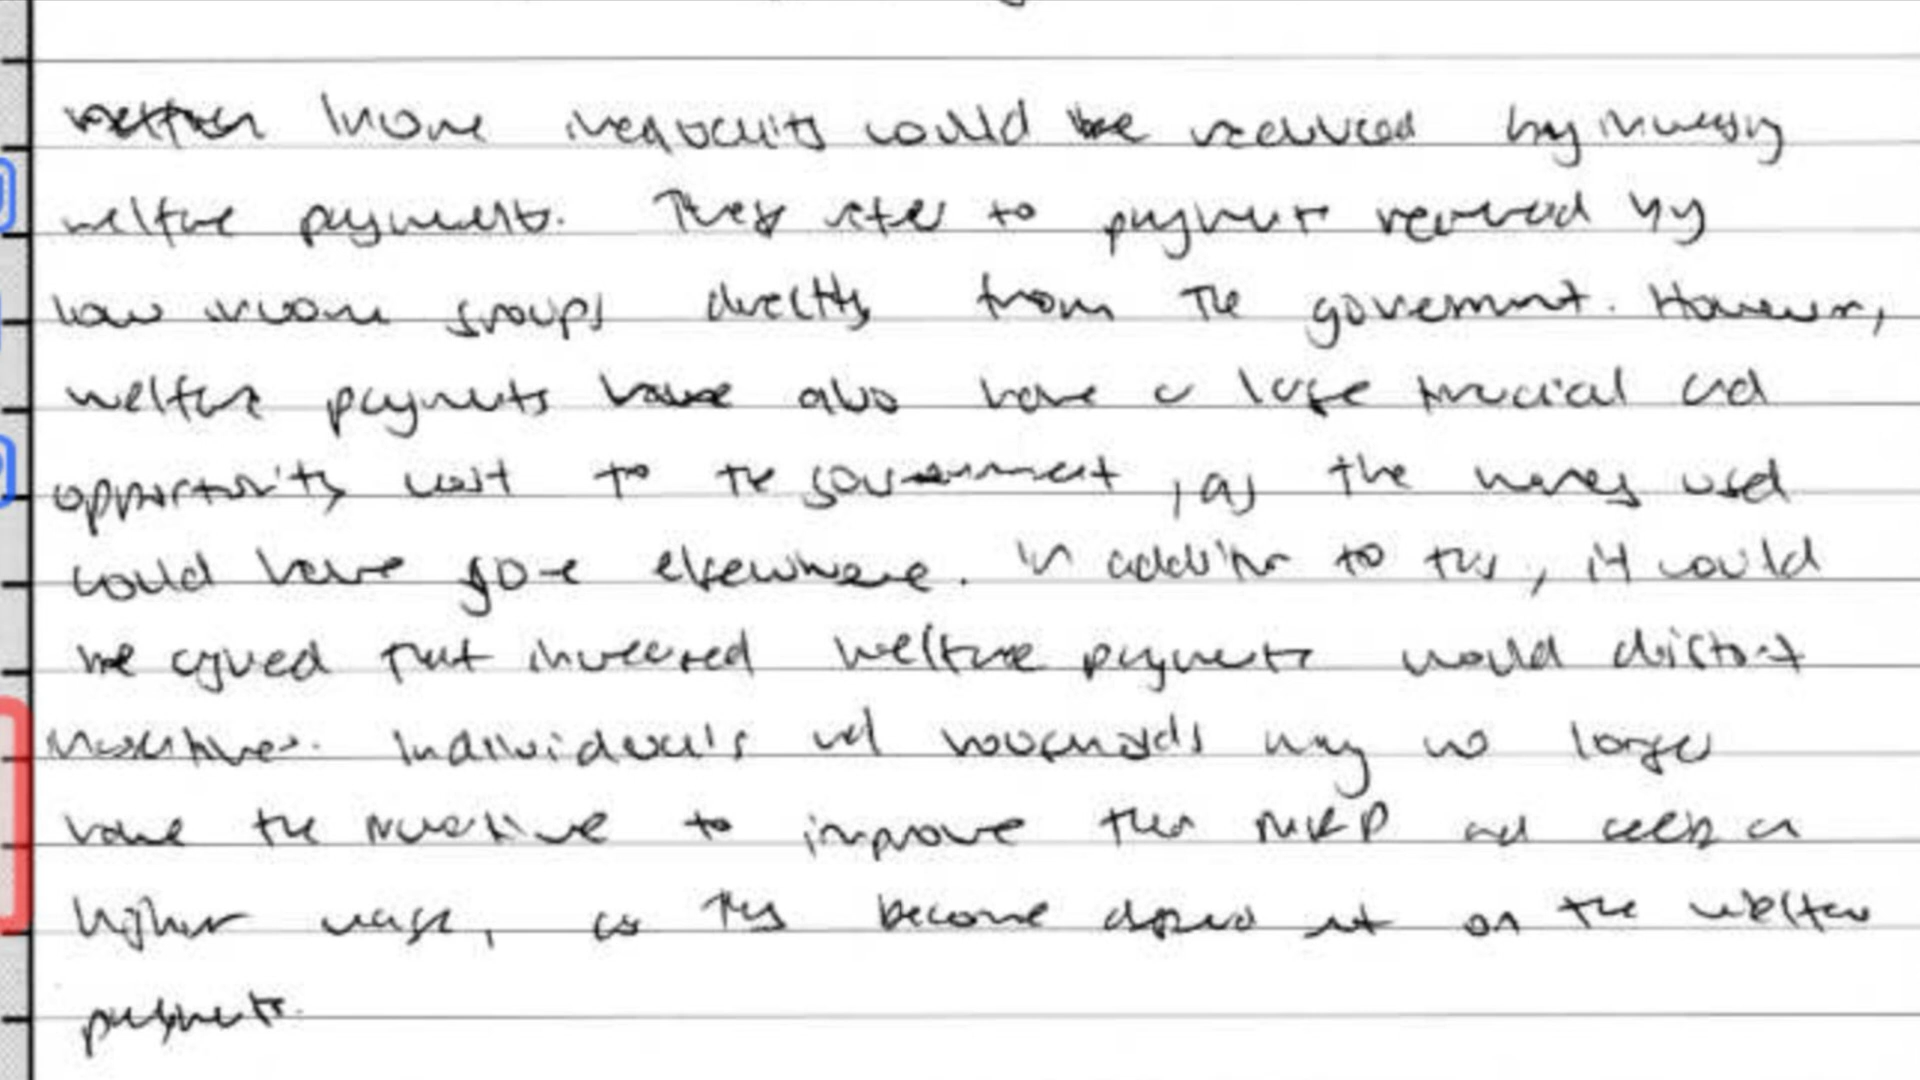 Income inequality could be reduced by increasing
welfare payments. They refer to payments received by
low income groups directly from the government. However,
welfare payments have also have a large financial and
opportunity cost to the government, as the money used
could have gone elsewhere. In addition to this, it could
be argued that increased welfare payments would distort
incentives. Individual's and households may no longer
have the incentive to improve their MRP and seek a
higher wage, as they become dependent on the welfare
payments.